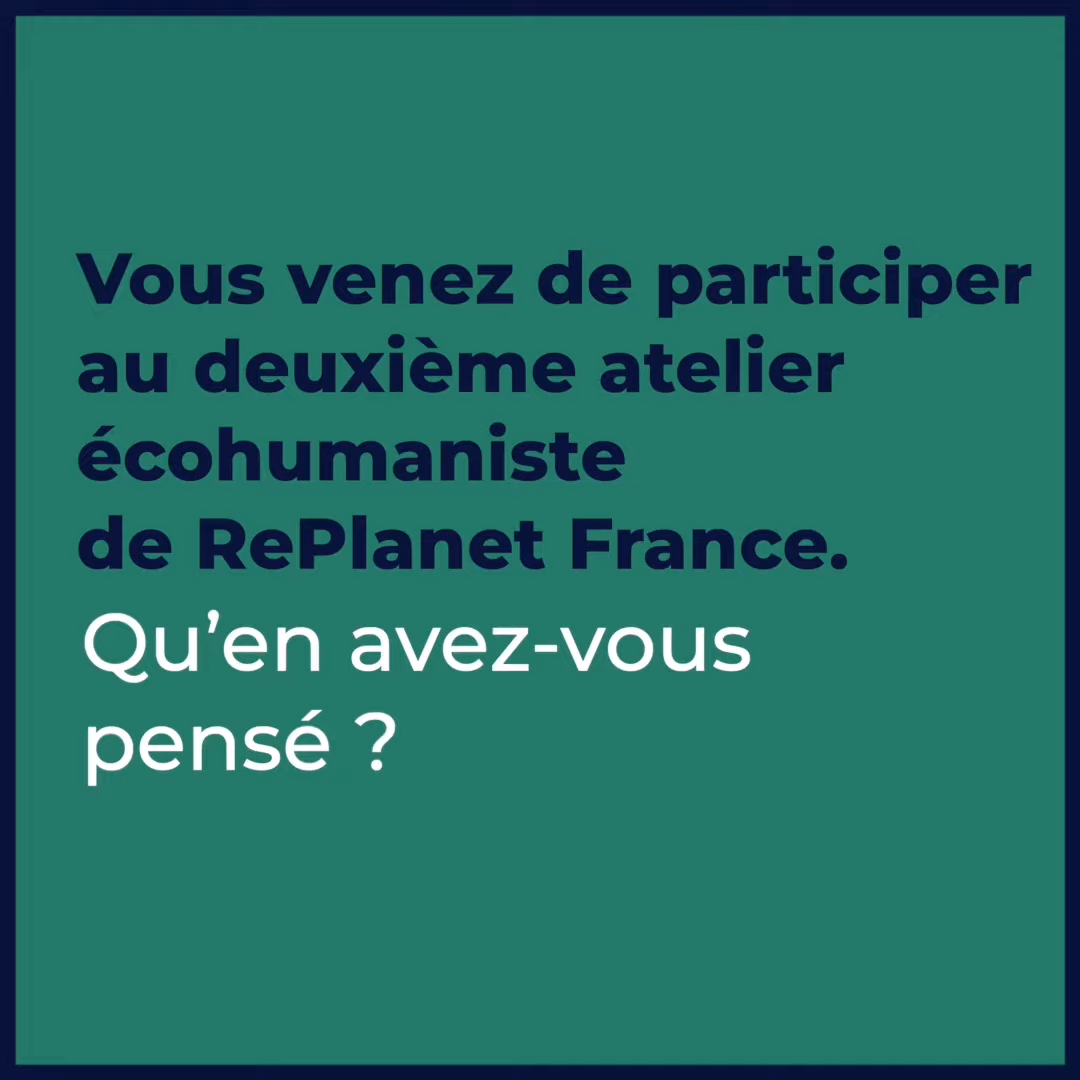 Vous venez de participer
au deuxième atelier
écohumaniste
de RePlanet France.
Qu’en avez-vous
pensé ?